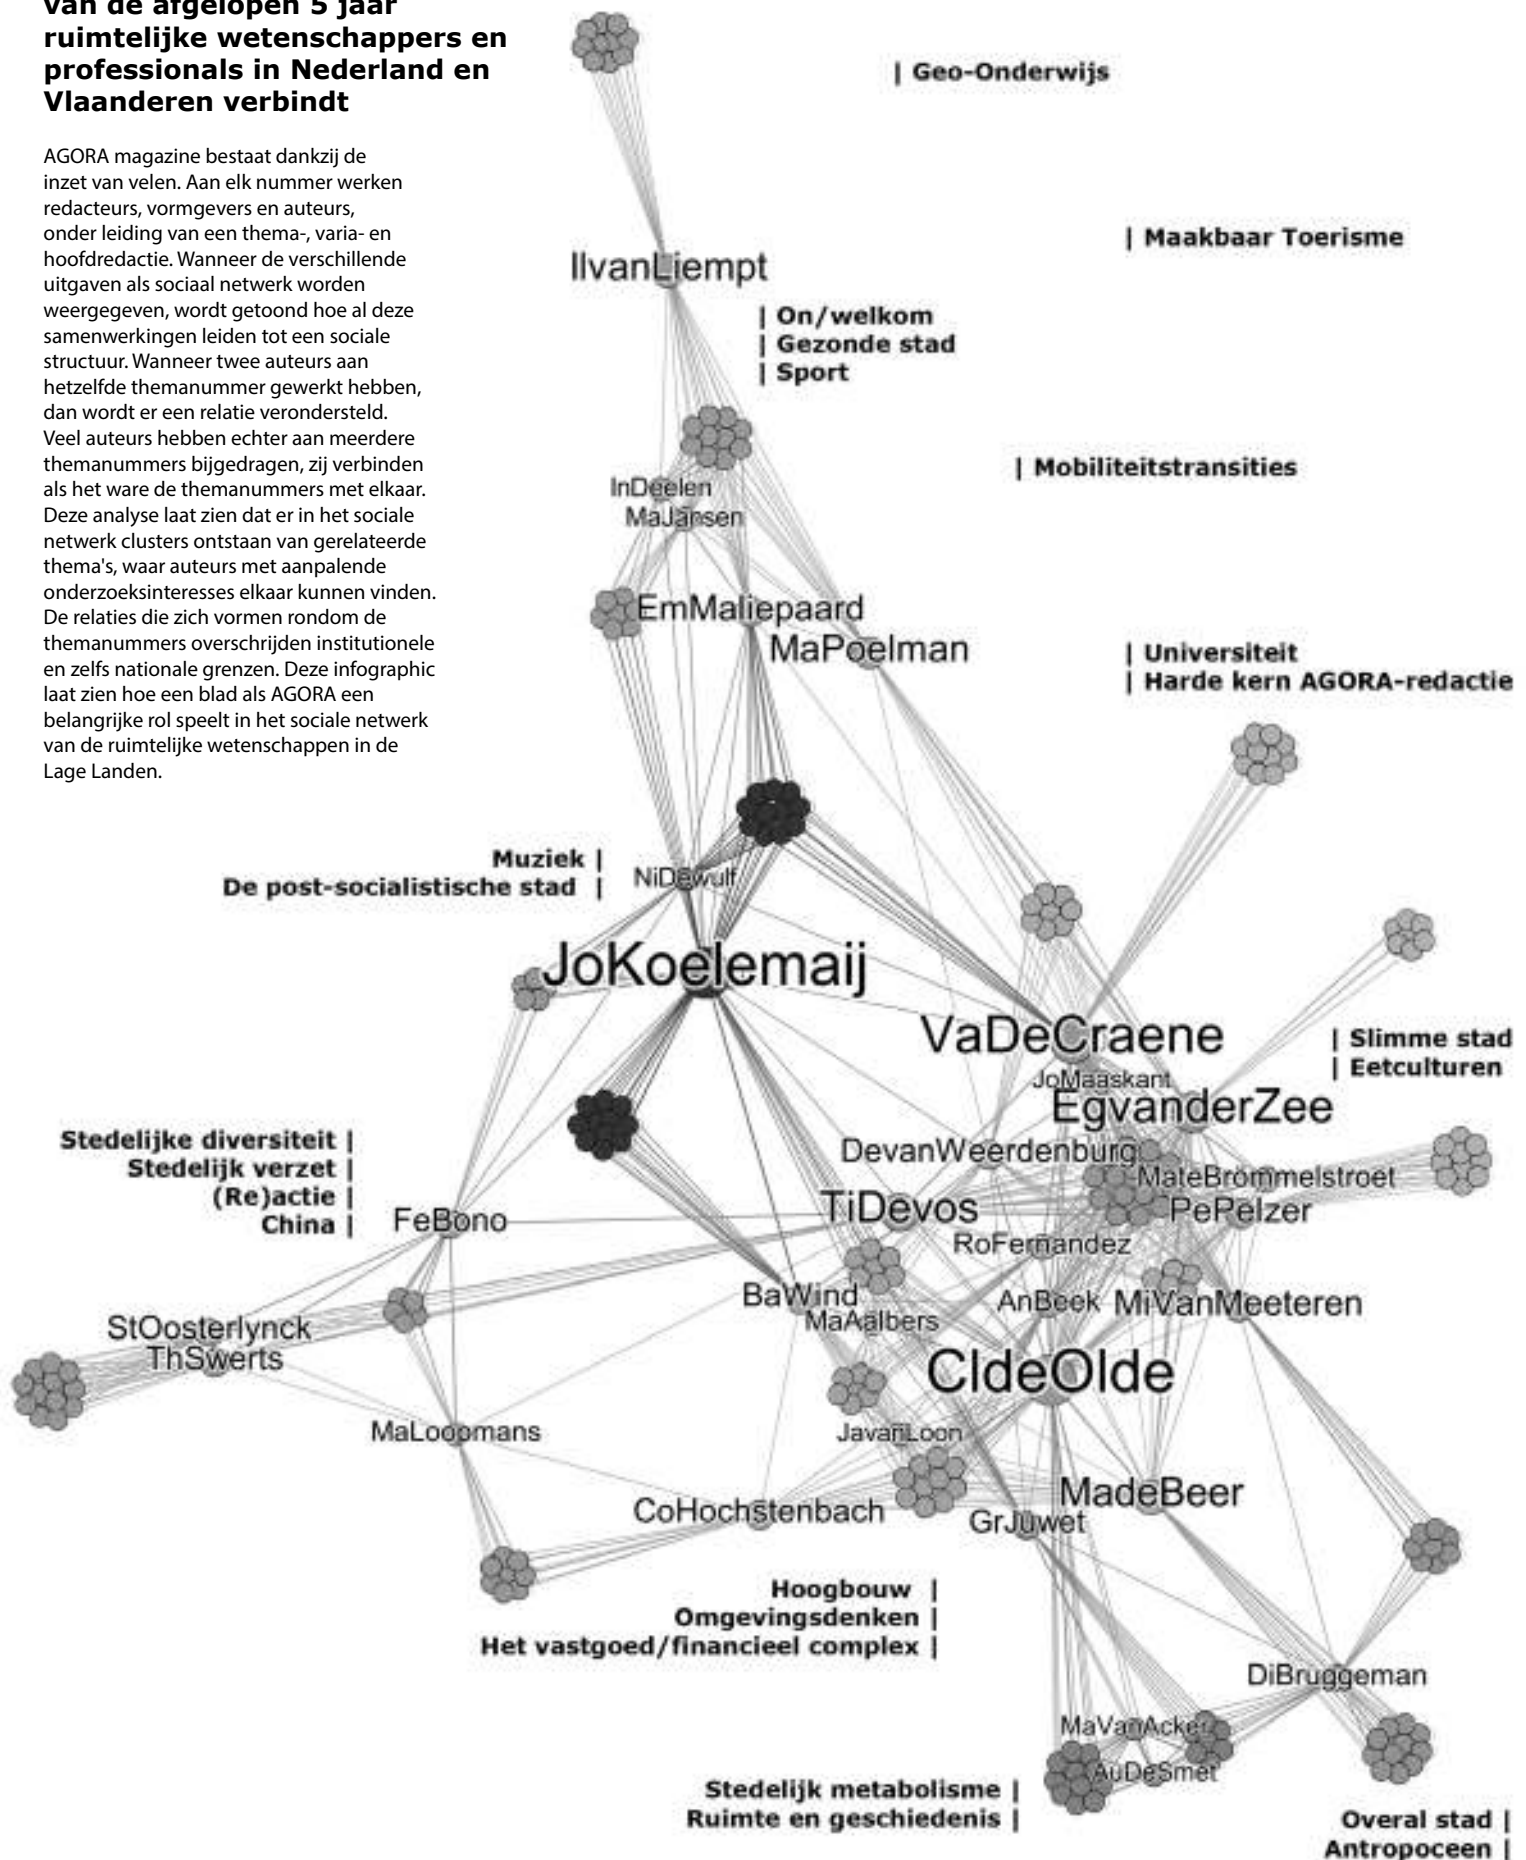 van de afgelopen 5 jaar
ruimtelijke wetenschappers en
professionals in Nederland en
Vlaanderen verbindt
AGORA magazine bestaat dankzij de
inzet van velen. Aan elk nummer werken
redacteurs, vormgevers en auteurs,
onder leiding van een thema-, varia- en
hoofdredactie. Wanneer de verschillende
uitgaven als sociaal netwerk worden
weergegeven, wordt getoond hoe al deze
samenwerkingen leiden tot een sociale
structuur. Wanneer twee auteurs aan
hetzelfde themanummer gewerkt hebben,
dan wordt er een relatie verondersteld.
Veel auteurs hebben echter aan meerdere
themanummers bijgedragen, zij verbinden
als het ware de themanummers met elkaar.
Deze analyse laat zien dat er in het sociale
netwerk clusters ontstaan van gerelateerde
thema's, waar auteurs met aanpalende
onderzoeksinteresses elkaar kunnen vinden.
De relaties die zich vormen rondom de
themanummers overschrijden institutionele
en zelfs nationale grenzen. Deze infographic
laat zien hoe een blad als AGORA een
belangrijke rol speelt in het sociale netwerk
van de ruimtelijke wetenschappen in de
Lage Landen.
| Geo-Onderwijs
| Maakbaar Toerisme
IlvanLiempt
| On/welkom
| Gezonde stad
| Sport
| Mobiliteitstransities
InDeelen
MaJansen
EmMaliepaard
MaPoelman
| Universiteit
| Harde kern AGORA-redactie
Muziek |
De post-socialistische stad |
NiDewulf
JoKoelemaij
VaDeCraene
| Slimme stad
| Eetculturen
JoMaaskant
EgvanderZee
Stedelijke diversiteit |
Stedelijk verzet |
(Re)actie |
China |
DevanWeerdenburg
MateBrommelstroet
TiDevos
PePelzer
FeBono
RoFernandez
BaWind
AnBeek
MiVanMeeteren
MaAalbers
StOosterlynck
ThSwerts
CldeOlde
MaLoopmans
JavanLoon
MadeBeer
CoHochstenbach
GrJuwet
Hoogbouw |
Omgevingsdenken |
Het vastgoed/financieel complex |
DiBruggeman
MaVanAcker
AuDeSmet
Stedelijk metabolisme |
Ruimte en geschiedenis |
Overal stad |
Antropoceen |